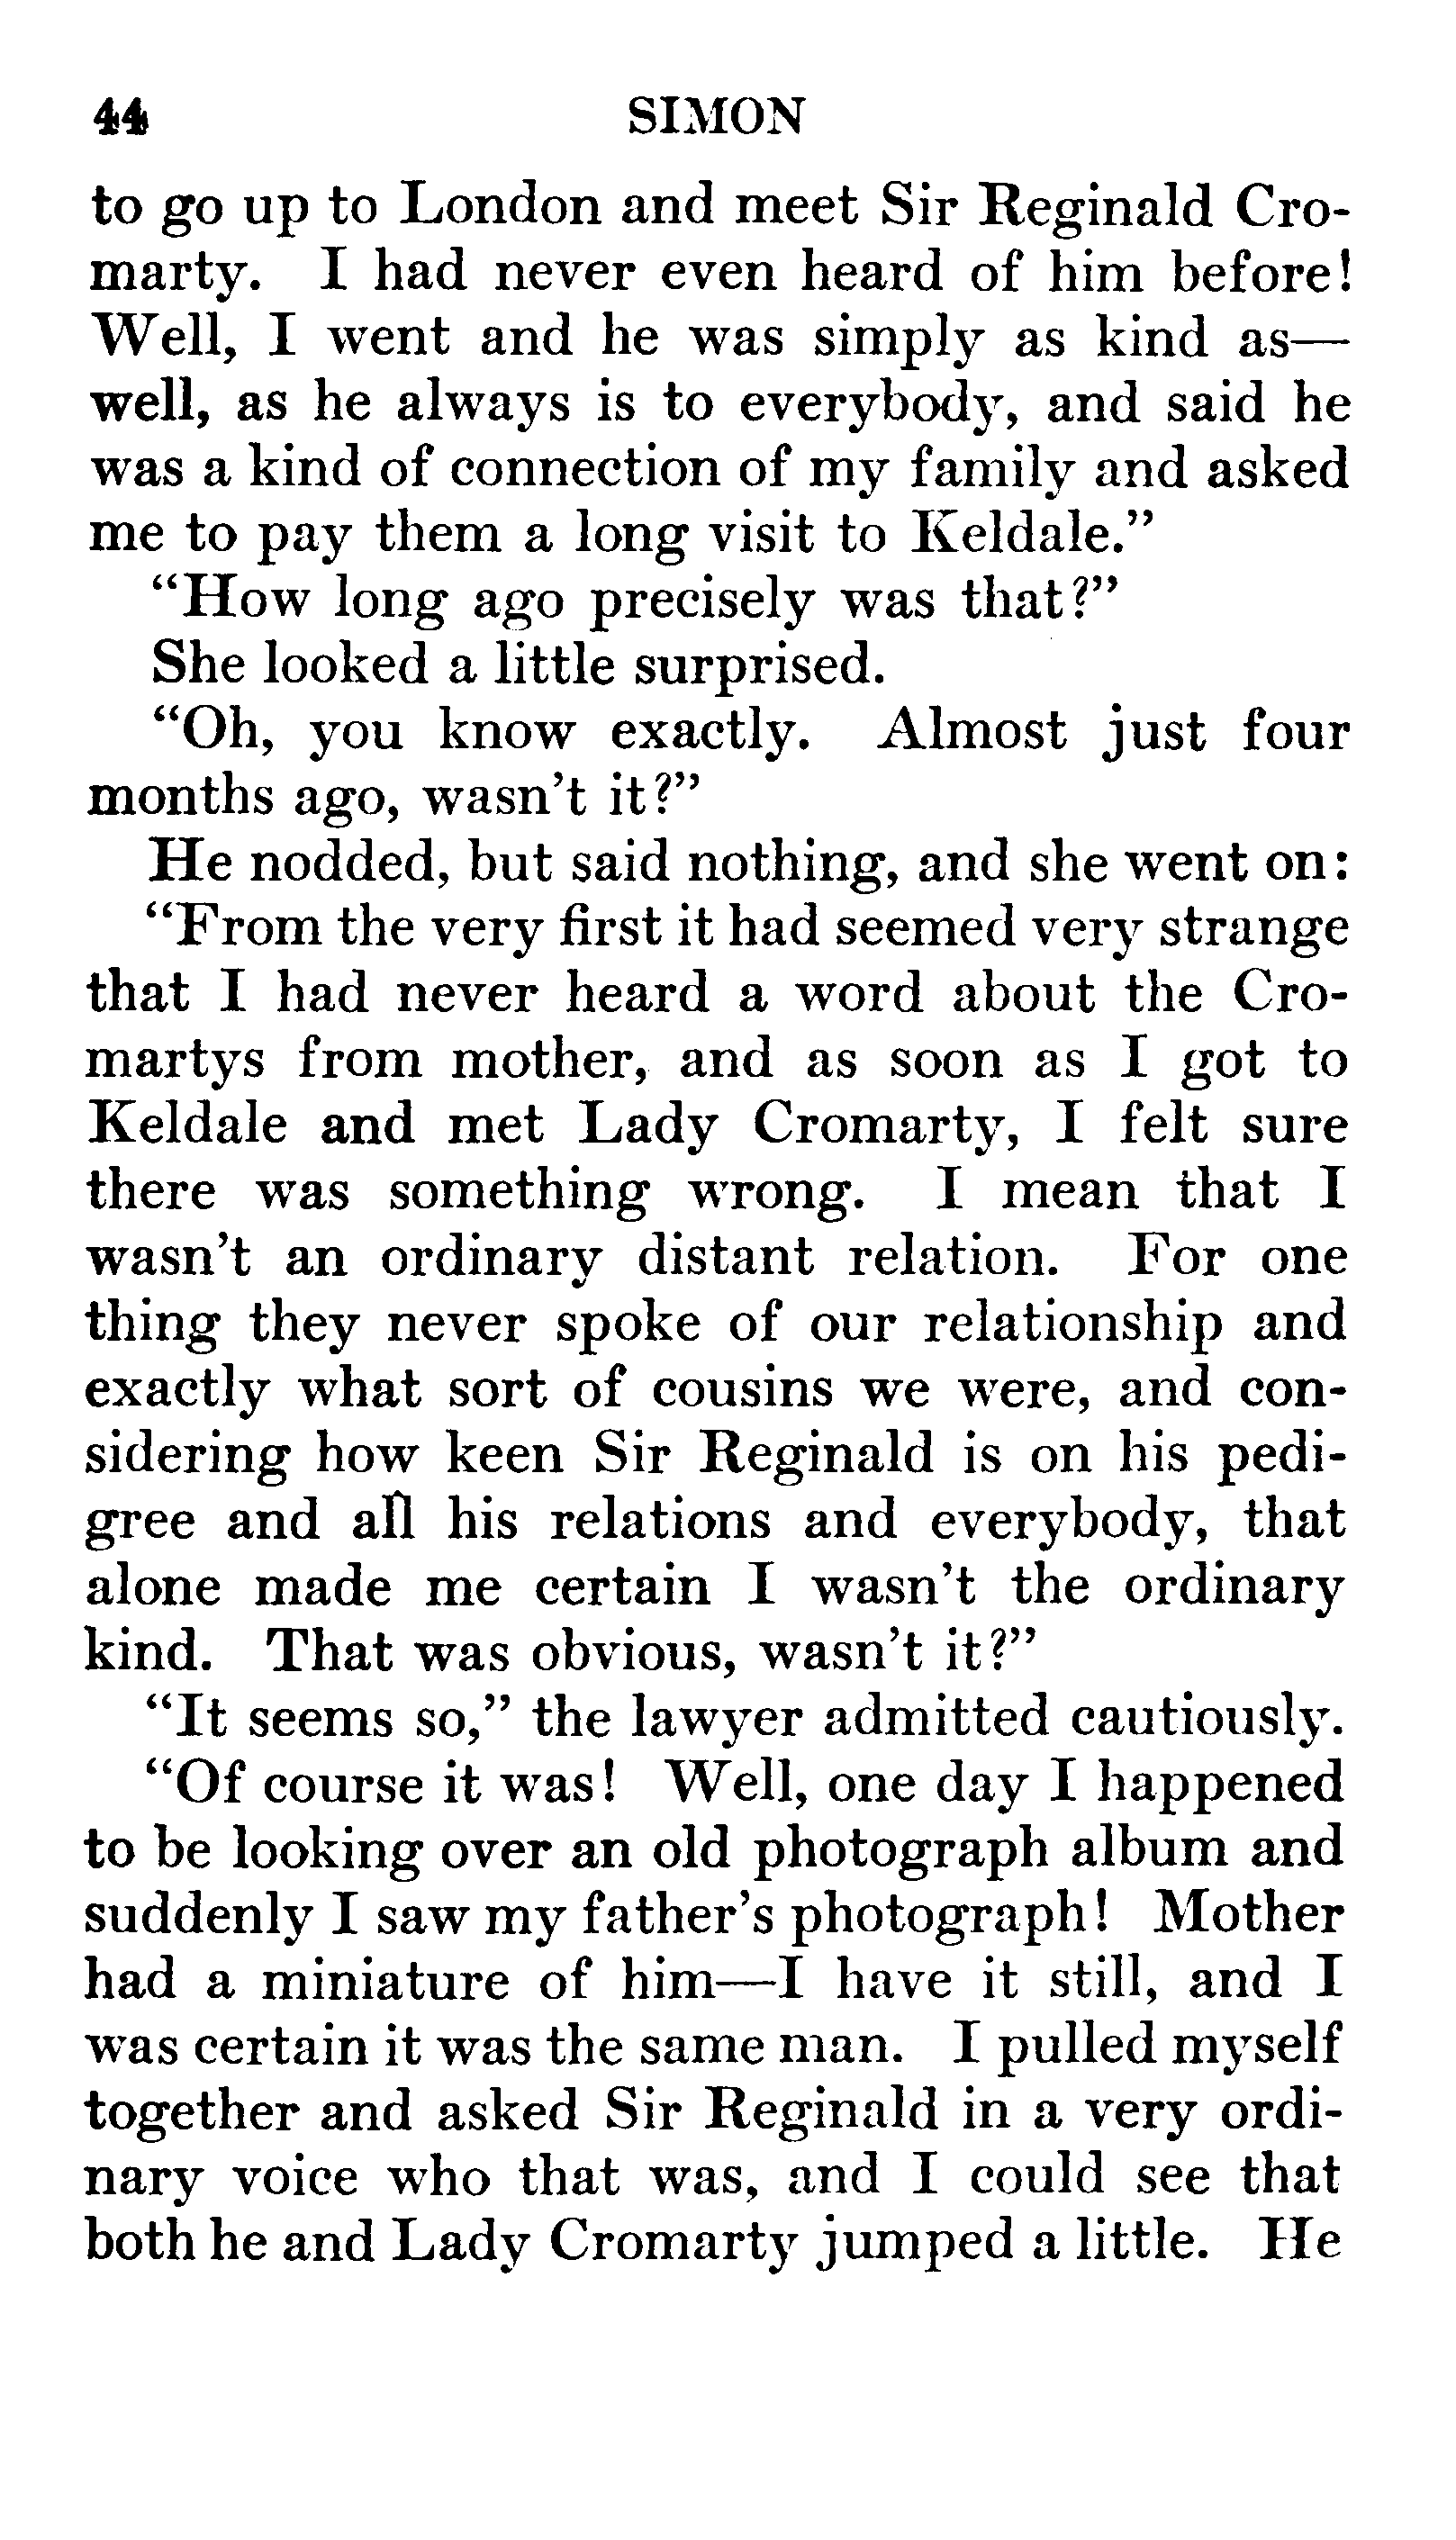 44 SIMON
to go up to London and meet Sir Reginald Cro-
marty. I had never even heard of him before!
Well, I went and he was simply as kind as—
well, as he always is to everybody, and said he
was a kind of connection of my family and asked
me to pay them a long visit to Keldale.”
“How long ago precisely was that?”
She looked a little surprised.
“Oh, you know exactly. Almost just four
months ago, wasn’t it?”
He nodded, but said nothing, and she went on:
“From the very first it had seemed very strange
that I had never heard a word about the Cro-
martys from mother, and as soon as I got to
Keldale and met Lady Cromarty, I felt sure
there was something wrong. I mean that I
wasn’t an ordinary distant relation. For one
thing they never spoke of our relationship and
exactly what sort of cousins we were, and con-
sidering how keen Sir Reginald is on his pedi-
gree and all his relations and everybody, that
alone made me certain I wasn’t the ordinary
kind. That was obvious, wasn’t it?”
“It seems so,” the lawyer admitted cautiously.
“Of course it was! Well, one day I happened
to be looking over an old photograph album and
suddenly I saw my father’s photograph! Mother
had a miniature of him—I have it still, and I
was certain it was the same man. I pulled myself
together and asked Sir Reginald in a very ordi-
nary voice who that was, and I could see that
both he and Lady Cromarty jumped a little. He